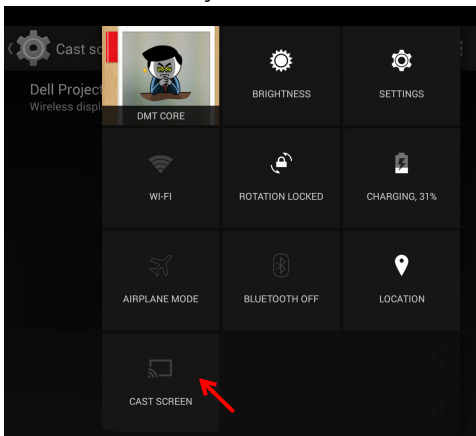 Cast sc
Dell Project
Wireless displ
DMT CORE
BRIGHTNESS
SETTINGS
WI-FI
ROTATION LOCKED
CHARGING, 31%
AIRPLANE MODE
BLUETOOTH OFF
LOCATION
CAST SCREEN